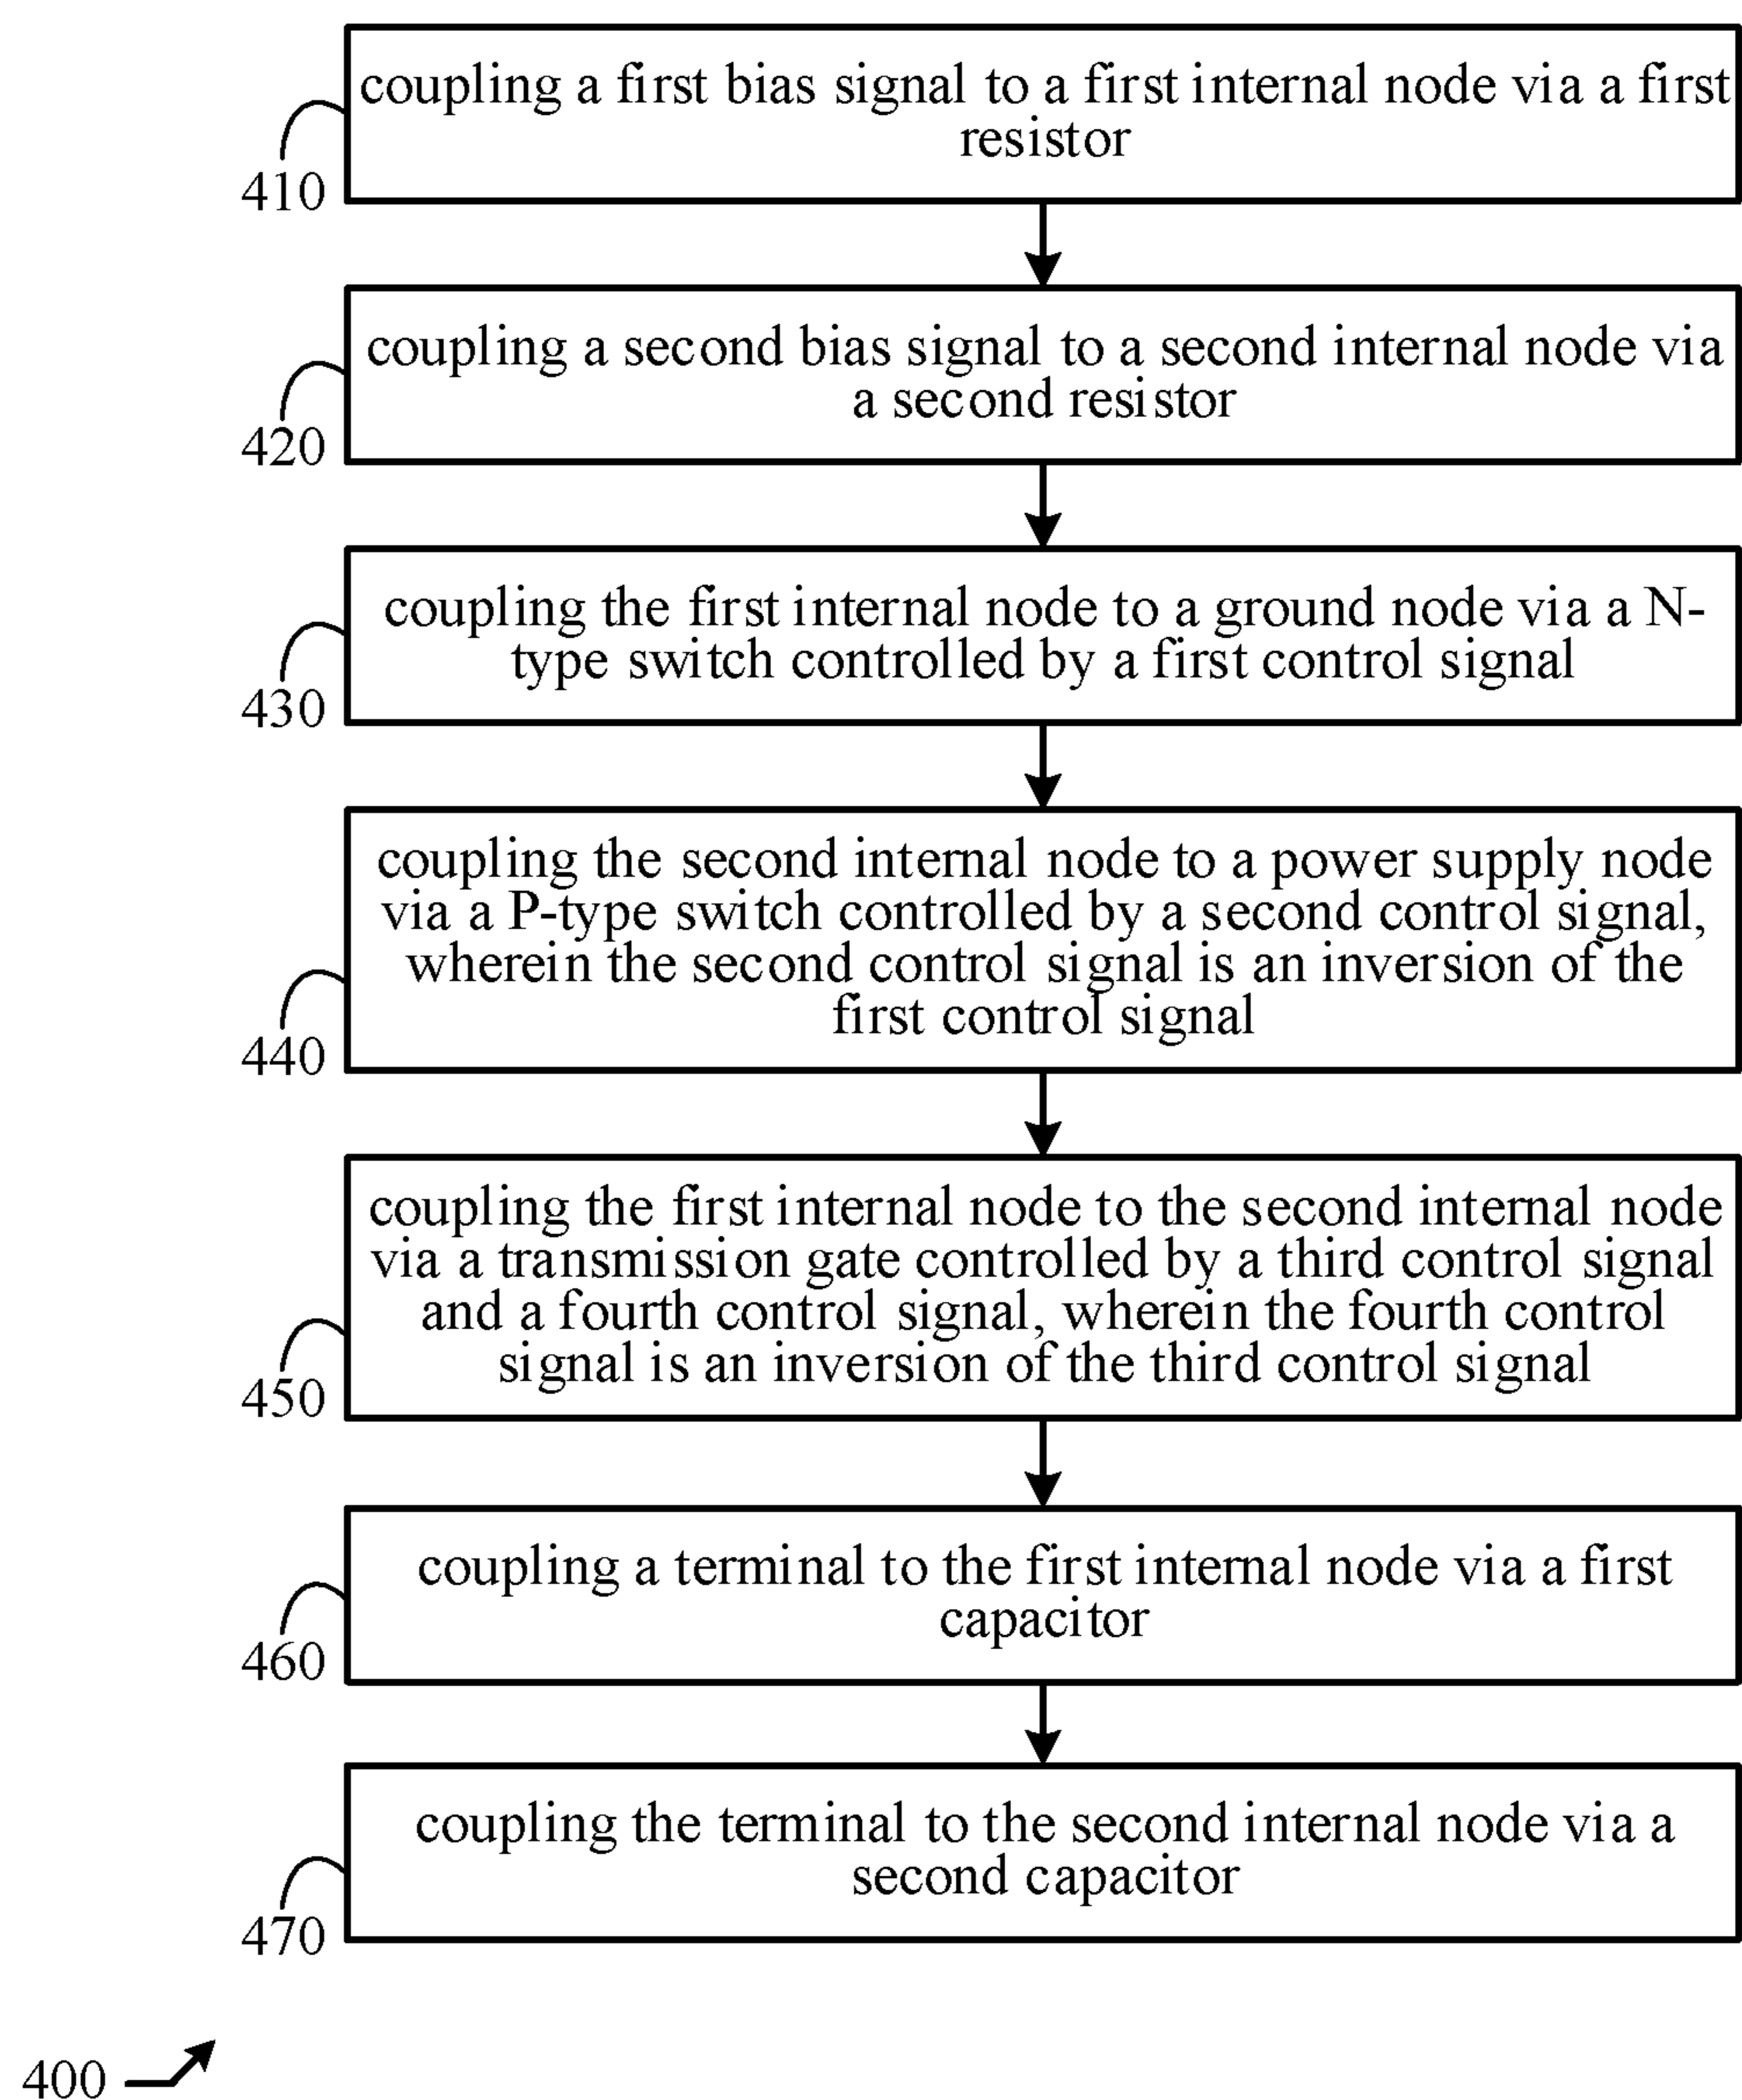 coupling a first bias signal to a first internal node via a first
resistor
410
coupling a second bias signal to a second internal node via
a second resistor
420
coupling the first internal node to a ground node via a N-
type switch controlled by a first control signal
430
coupling the second internal node to a power supply node
via a P-type switch controlled by a second control signal,
wherein the second control signal is an inversion of the
first control signal
440
coupling the first internal node to the second internal node
via a transmission gate controlled by a third control signal
and a fourth control signal, wherein the fourth control
signal is an inversion of the third control signal
450
coupling a terminal to the first internal node via a first
capacitor
460
coupling the terminal to the second internal node via a
second capacitor
470
400